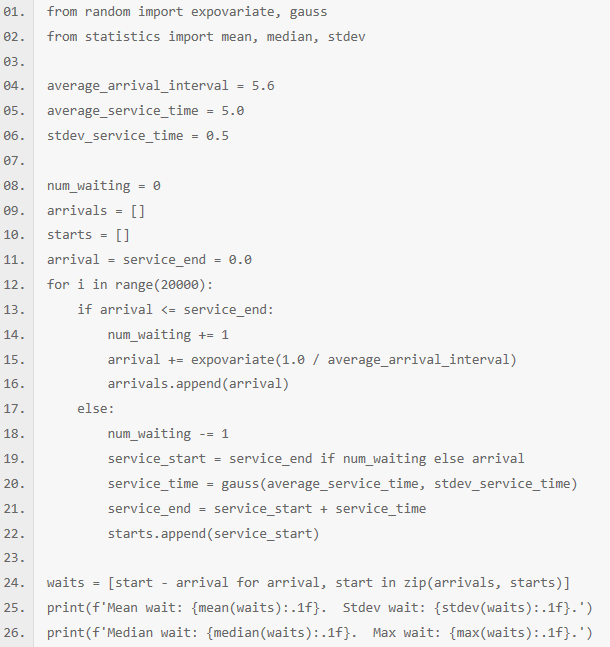 01. from random import expovariate, gauss
02. from statistics import mean, median, stdev
03.
04. average_arrival_interval = 5.6
05. average_service_time = 5.0
06. stdev_service_time = 0.5
07.
08. num_waiting = 0
09. arrivals = []
10. starts = []
11. arrival = service_end = 0.0
12. for i in range(20000):
13.     if arrival <= service_end:
14.         num_waiting += 1
15.         arrival += expovariate(1.0 / average_arrival_interval)
16.         arrivals.append(arrival)
17.     else:
18.         num_waiting -= 1
19.         service_start = service_end if num_waiting else arrival
20.         service_time = gauss(average_service_time, stdev_service_time)
21.         service_end = service_start + service_time
22.         starts.append(service_start)
23.
24. waits = [start - arrival for arrival, start in zip(arrivals, starts)]
25. print(f'Mean wait: {mean(waits):.1f}.  Stdev wait: {stdev(waits):.1f}.')
26. print(f'Median wait: {median(waits):.1f}.  Max wait: {max(waits):.1f}.')